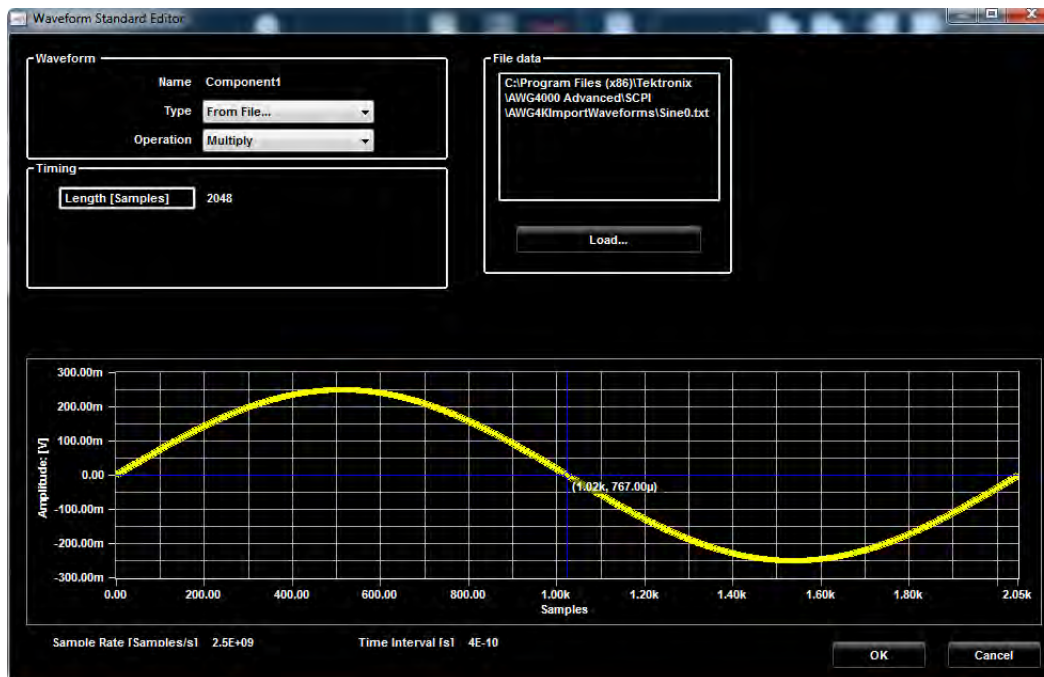 Waveform Standard Editor
Waveform
Name Component1
Type From File...
Operation Multiply
Timing
Length [Samples] 2048
File data
C:\Program Files (x86)\Tektronix
\AWG4000 Advanced\SCPI
\AWG4KImportWaveforms\Sine0.txt
Load...
300.00m
200.00m
100.00m
0.00
-100.00m
-200.00m
-300.00m
Amplitude: [V]
(1.02k, 767.00µ)
0.00 200.00 400.00 600.00 800.00 1.00k 1.20k 1.40k 1.60k 1.80k 2.05k
Samples
Sample Rate [Samples/s] 2.5E+09 Time Interval [s] 4E-10
OK Cancel